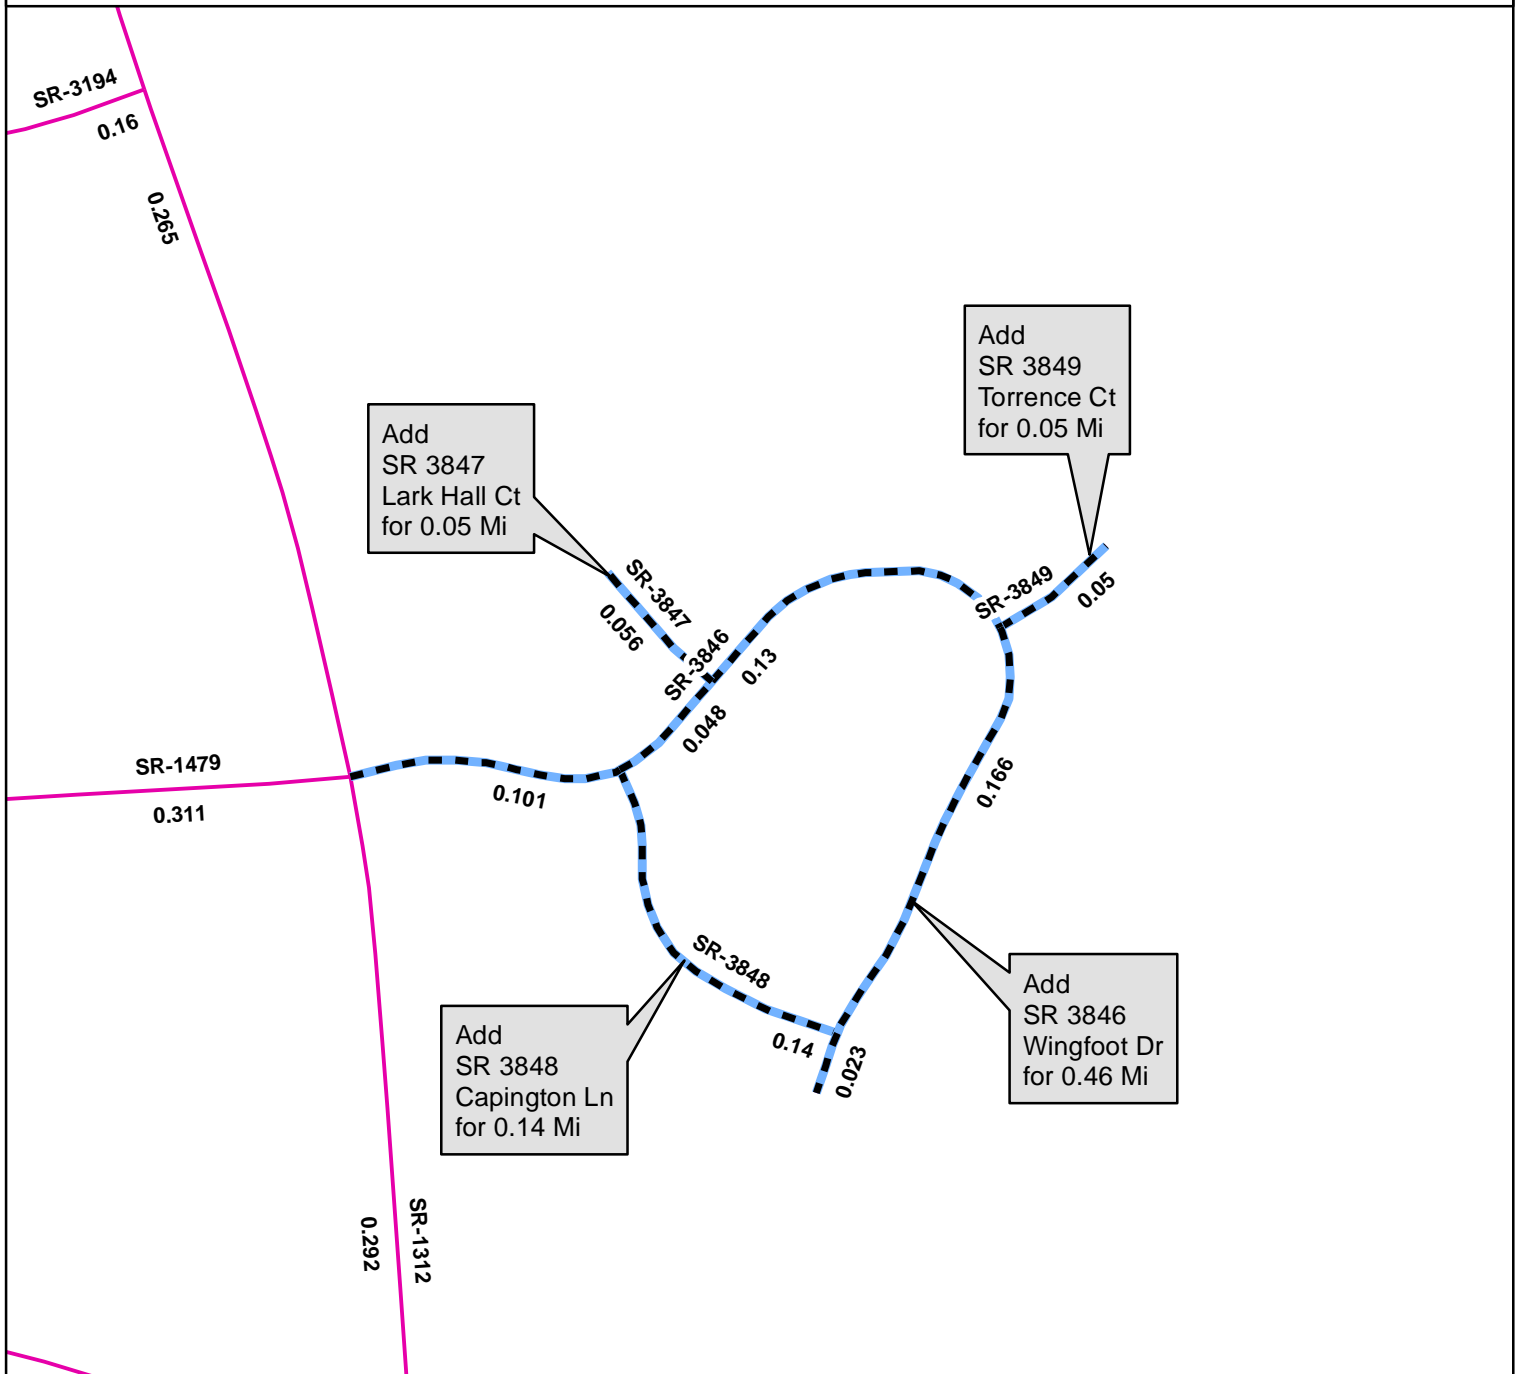 SR-3194
0.16
0.265
Add
SR 3849
Torrence Ct
for 0.05 Mi
Add
SR 3847
Lark Hall Ct
for 0.05 Mi
SR-3847
0.056
SR-3849
0.05
SR-3846
0.13
0.048
SR-1479
0.311
0.101
0.166
SR-3848
0.14
0.023
Add
SR 3846
Wingfoot Dr
for 0.46 Mi
Add
SR 3848
Capington Ln
for 0.14 Mi
SR-1312
0.292